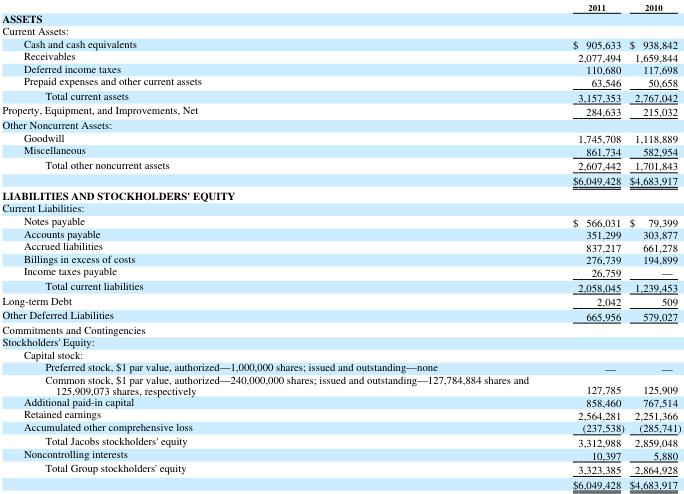 2011 2010
ASSETS
Current Assets:
Cash and cash equivalents $ 905,633 $ 938,842
Receivables 2,077,494 1,659,844
Deferred income taxes 110,680 117,698
Prepaid expenses and other current assets 63,546 50,658
Total current assets 3,157,353 2,767,042
Property, Equipment, and Improvements, Net 284,633 215,032
Other Noncurrent Assets:
Goodwill 1,745,708 1,118,889
Miscellaneous 861,734 582,954
Total other noncurrent assets 2,607,442 1,701,843
$6,049,428 $4,683,917
LIABILITIES AND STOCKHOLDERS' EQUITY
Current Liabilities:
Notes payable $ 566,031 $ 79,399
Accounts payable 351,299 303,877
Accrued liabilities 837,217 661,278
Billings in excess of costs 276,739 194,899
Income taxes payable 26,759 —
Total current liabilities 2,058,045 1,239,453
Long-term Debt 2,042 509
Other Deferred Liabilities 665,956 579,027
Commitments and Contingencies
Stockholders' Equity:
Capital stock:
Preferred stock, $1 par value, authorized—1,000,000 shares; issued and outstanding—none — —
Common stock, $1 par value, authorized—240,000,000 shares; issued and outstanding—127,784,884 shares and
125,909,073 shares, respectively 127,785 125,909
Additional paid-in capital 858,460 767,514
Retained earnings 2,564,281 2,251,366
Accumulated other comprehensive loss (237,538) (285,741)
Total Jacobs stockholders' equity 3,312,988 2,859,048
Noncontrolling interests 10,397 5,880
Total Group stockholders' equity 3,323,385 2,864,928
$6,049,428 $4,683,917